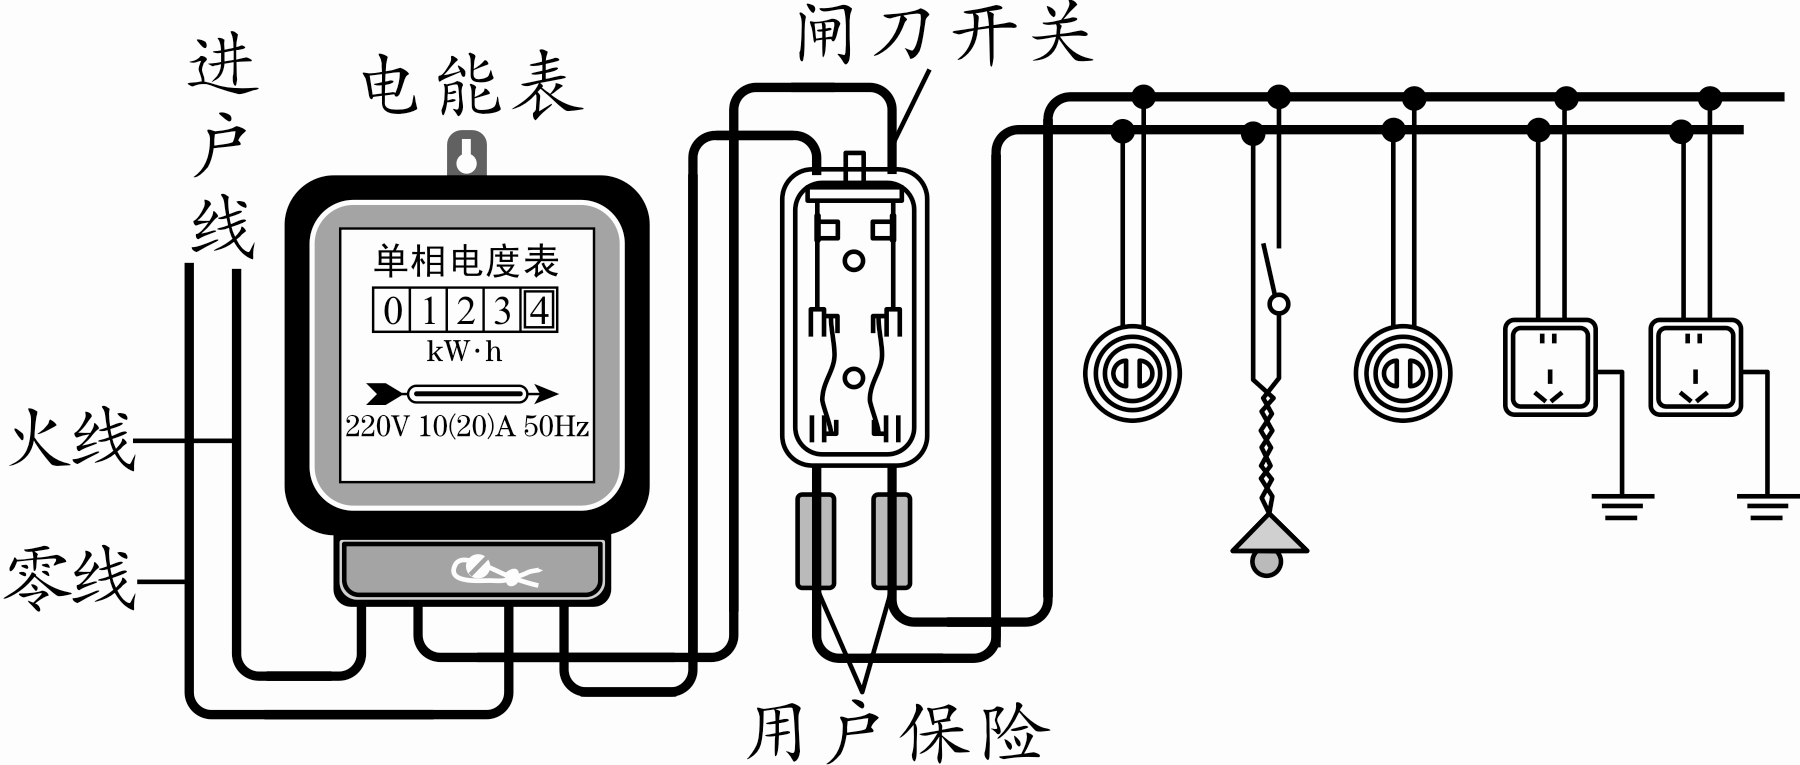 进户线
电能表
闸刀开关
单相电度表
0 1 2 3 4
kW·h
220V 10(20)A 50Hz
火线
零线
用户保险